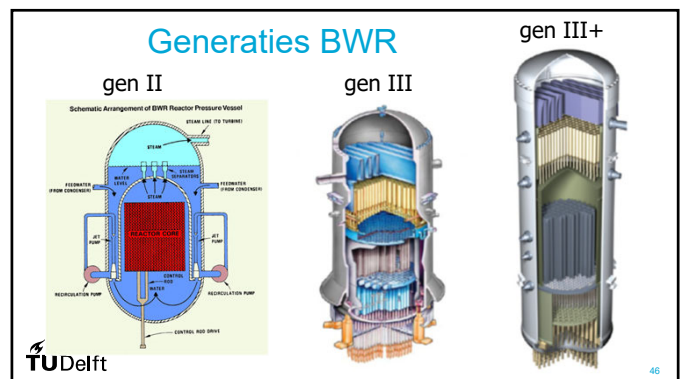 Generaties BWR
gen II
gen III
gen III+
Schematic Arrangement of BWR Reactor Pressure Vessel
STEAM LINE (TO TURBINE)
STEAM
WATER
LEVEL
STEAM
SEPARATORS
FEEDWATER
(FROM CONDENSER)
STEAM
FEEDWATER
(FROM CONDENSER)
REACTOR CORE
JET
PUMP
JET
PUMP
CONTROL
ROD
RECIRCULATION PUMP
WATER
RECIRCULATION PUMP
CONTROL ROD DRIVE
TUDelft
46